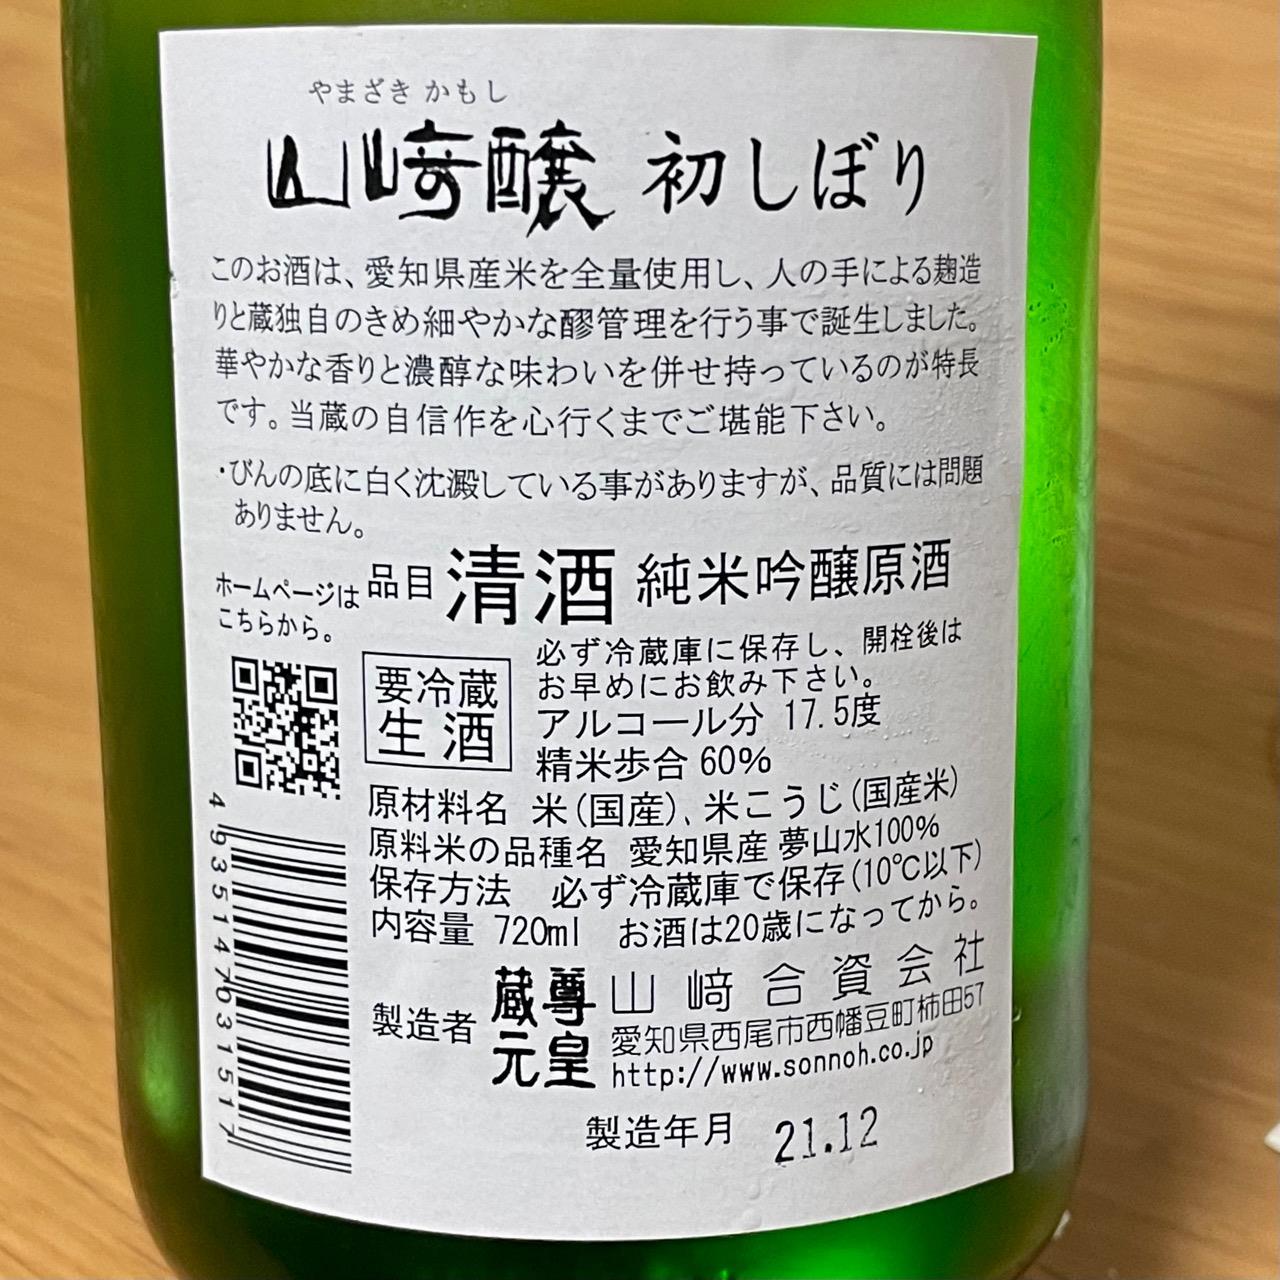 やまざき かもし
山﨑醸 初しぼり
このお酒は、愛知県産米を全量使用し、人の手による麹造
りと蔵独自のきめ細やかな醪管理を行う事で誕生しました。
華やかな香りと濃醇な味わいを併せ持っているのが特長
です。当蔵の自信作を心行くまでご堪能下さい。
・びんの底に白く沈澱している事がありますが、品質には問題
ありません。
ホームページは
こちらから。
品目 清酒 純米吟醸原酒
要冷蔵
生酒
必ず冷蔵庫に保存し、開栓後は
お早めにお飲み下さい。
アルコール分 17.5度
精米歩合 60%
原材料名 米(国産)、米こうじ(国産米)
原料米の品種名 愛知県産 夢山水100%
保存方法 必ず冷蔵庫で保存(10℃以下)
内容量 720ml お酒は20歳になってから。
製造者 蔵元 尊皇 山﨑合資会社
愛知県西尾市西幡豆町柿田57
http://www.sonnoh.co.jp
製造年月 21.12
4 935147 031517